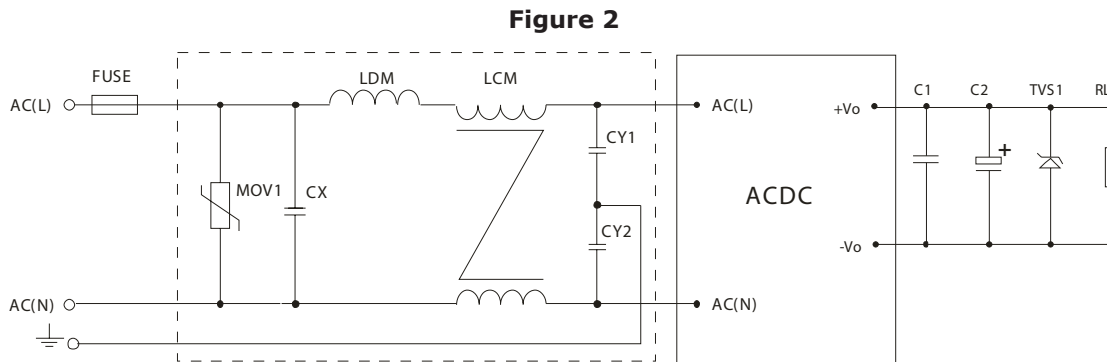 Figure 2
FUSE
LDM
LCM
AC(L)
AC(L)
+Vo
C1
C2
TVS1
RL
CY1
+
MOV1
CX
ACDC
CY2
-Vo
AC(N)
AC(N)